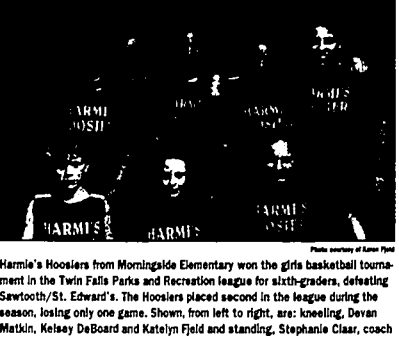 HARMI'S
Photo courtesy of Karen Fjeld
Harmie's Hoosiers from Morningside Elementary won the girls basketball tourna-
ment in the Twin Falls Parks and Recreation league for sixth-graders, defeating
Sawtooth/St. Edward's. The Hoosiers placed second in the league during the
season, losing only one game. Shown, from left to right, are: kneeling, Devan
Matkin, Kelsey DeBoard and Katelyn Fjeld and standing, Stephanie Claar, coach